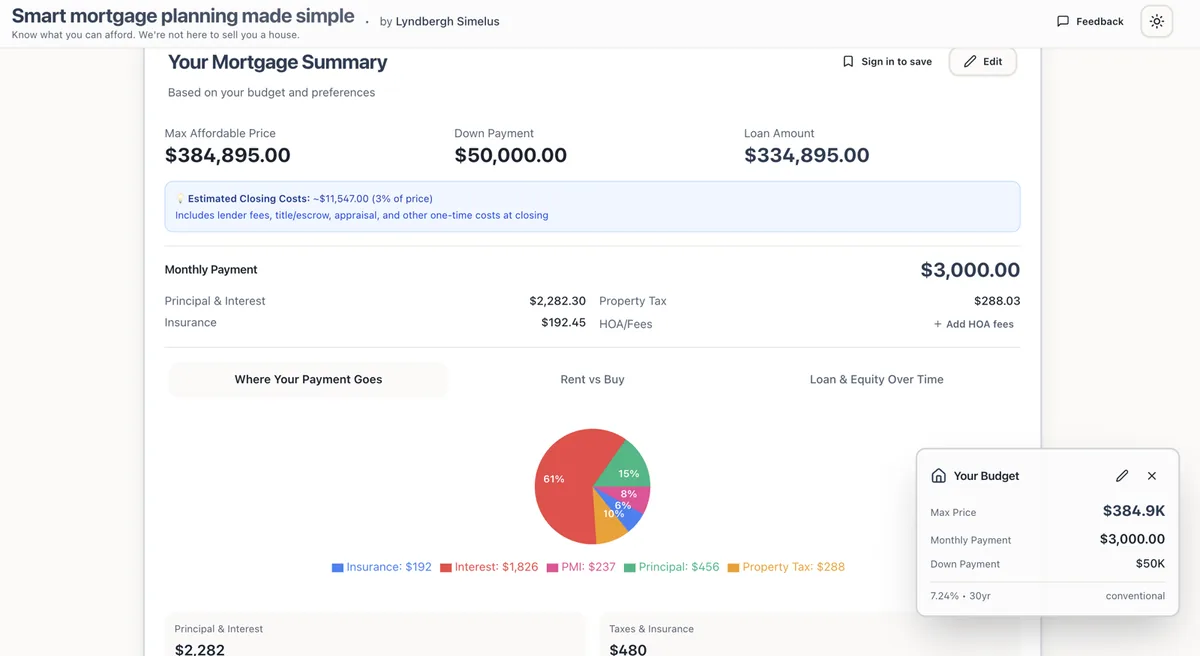 Smart mortgage planning made simple · by Lyndbergh Simelus
Know what you can afford. We're not here to sell you a house.
Feedback
Your Mortgage Summary
Sign in to save
Edit
Based on your budget and preferences
Max Affordable Price
$384,895.00
Down Payment
$50,000.00
Loan Amount
$334,895.00
💡 Estimated Closing Costs: ~$11,547.00 (3% of price)
Includes lender fees, title/escrow, appraisal, and other one-time costs at closing
Monthly Payment $3,000.00
Principal & Interest $2,282.30
Property Tax $288.03
Insurance $192.45
HOA/Fees + Add HOA fees
Where Your Payment Goes
Rent vs Buy
Loan & Equity Over Time
61%
15%
8%
6%
10%
Insurance: $192
Interest: $1,826
PMI: $237
Principal: $456
Property Tax: $288
Principal & Interest
$2,282
Taxes & Insurance
$480
Your Budget
Max Price $384.9K
Monthly Payment $3,000.00
Down Payment $50K
7.24% • 30yr conventional